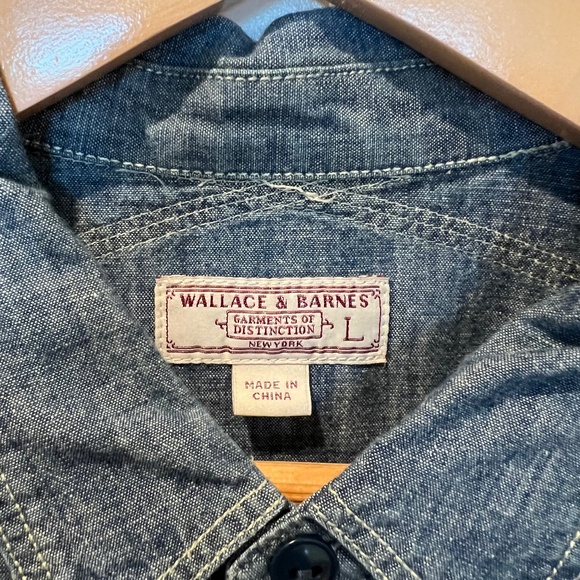 WALLACE & BARNES
GARMENTS OF
DISTINCTION
NEW YORK
L
MADE IN
CHINA